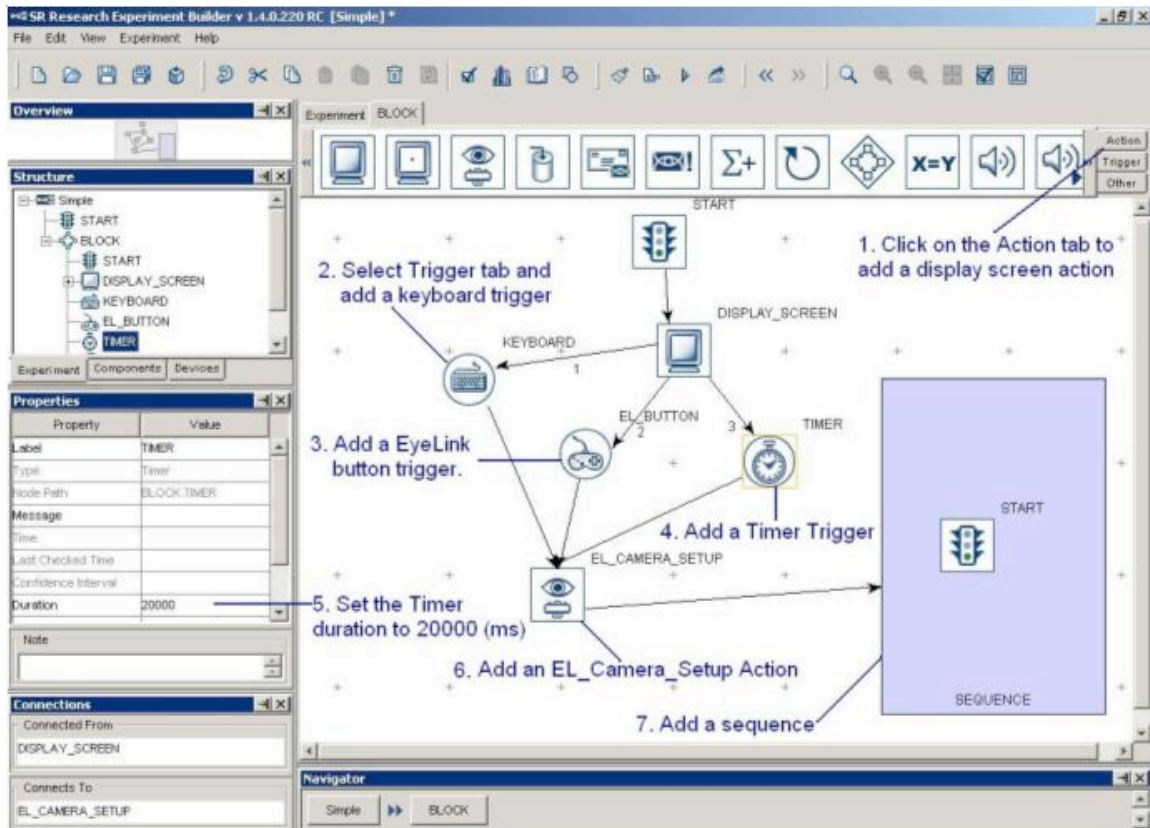 SR Research Experiment Builder v 1.4.0.220 RC [Simple] *
File Edit View Experiment Help
Overview
Experiment BLOCK
Action
Trigger
Other
X=Y
Σ+
Structure
Simple
START
BLOCK
START
DISPLAY_SCREEN
KEYBOARD
EL_BUTTON
TIMER
Experiment Components Devices
Properties
Property Value
Label TIMER
Type Timer
Node Path BLOCK.TIMER
Message
Time
Last Checked Time
Confidence Interval
Duration 20000
Note
Connections
Connected From
DISPLAY_SCREEN
Connects To
EL_CAMERA_SETUP
START
1. Click on the Action tab to
add a display screen action
2. Select Trigger tab and
add a keyboard trigger
DISPLAY_SCREEN
KEYBOARD
1
EL_BUTTON
2
3
TIMER
3. Add a EyeLink
button trigger.
4. Add a Timer Trigger
START
EL_CAMERA_SETUP
5. Set the Timer
duration to 20000 (ms)
6. Add an EL_Camera_Setup Action
SEQUENCE
7. Add a sequence
Navigator
Simple BLOCK